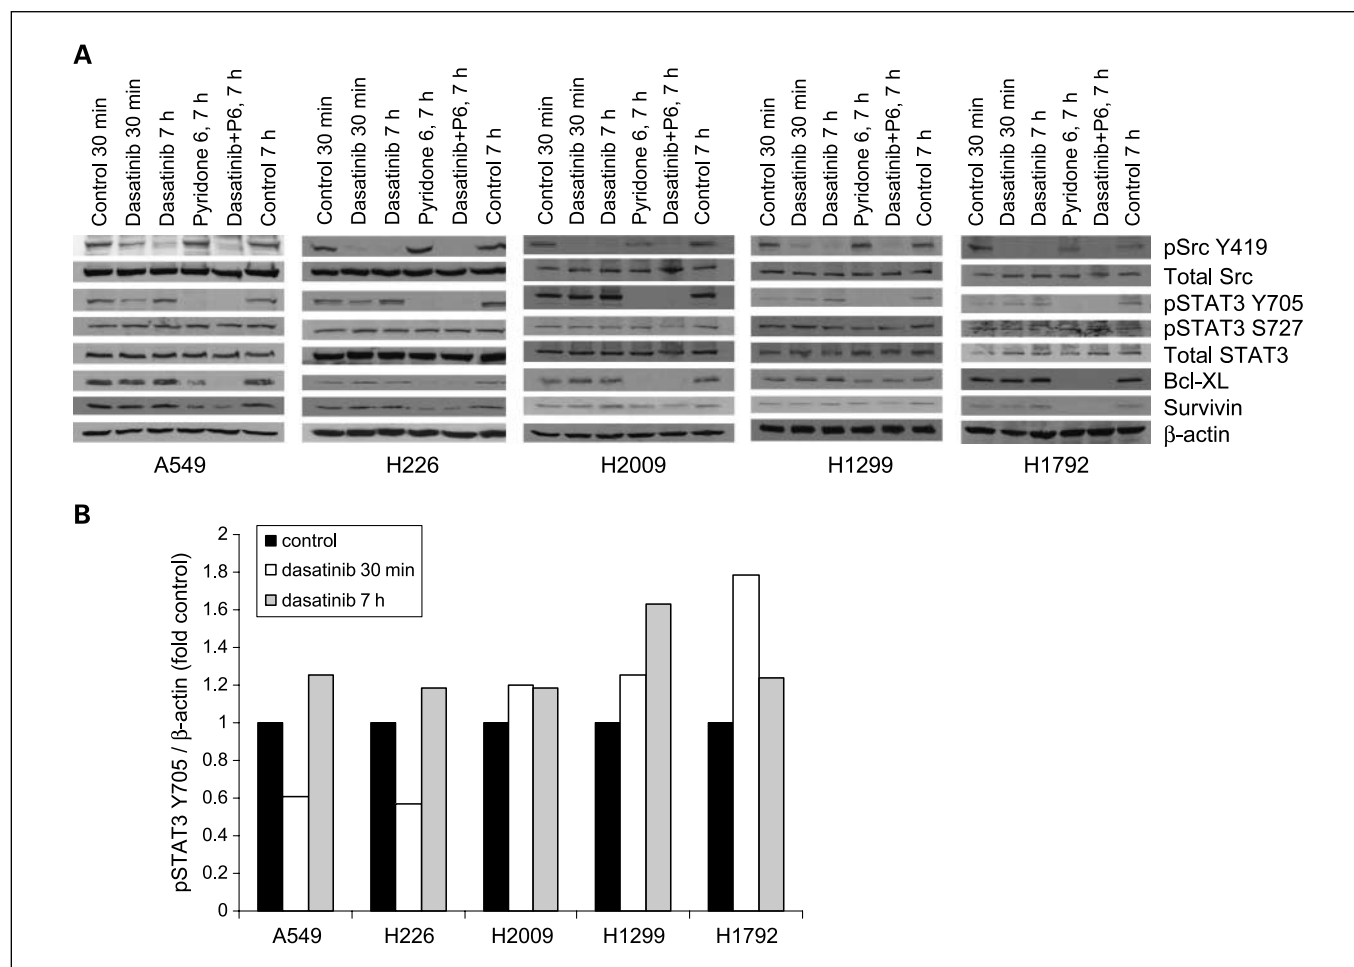 A
Control 30 min
Dasatinib 30 min
Dasatinib 7 h
Pyridone 6, 7 h
Dasatinib+P6, 7 h
Control 7 h
Control 30 min
Dasatinib 30 min
Dasatinib 7 h
Pyridone 6, 7 h
Dasatinib+P6, 7 h
Control 7 h
Control 30 min
Dasatinib 30 min
Dasatinib 7 h
Pyridone 6, 7 h
Dasatinib+P6, 7 h
Control 7 h
Control 30 min
Dasatinib 30 min
Dasatinib 7 h
Pyridone 6, 7 h
Dasatinib+P6, 7 h
Control 7 h
Control 30 min
Dasatinib 30 min
Dasatinib 7 h
Pyridone 6, 7 h
Dasatinib+P6, 7 h
Control 7 h
pSrc Y419
Total Src
pSTAT3 Y705
pSTAT3 S727
Total STAT3
Bcl-XL
Survivin
β-actin
A549 H226 H2009 H1299 H1792
B
pSTAT3 Y705 / β-actin (fold control)
2
1.8
1.6
1.4
1.2
1
0.8
0.6
0.4
0.2
0
control
dasatinib 30 min
dasatinib 7 h
A549 H226 H2009 H1299 H1792